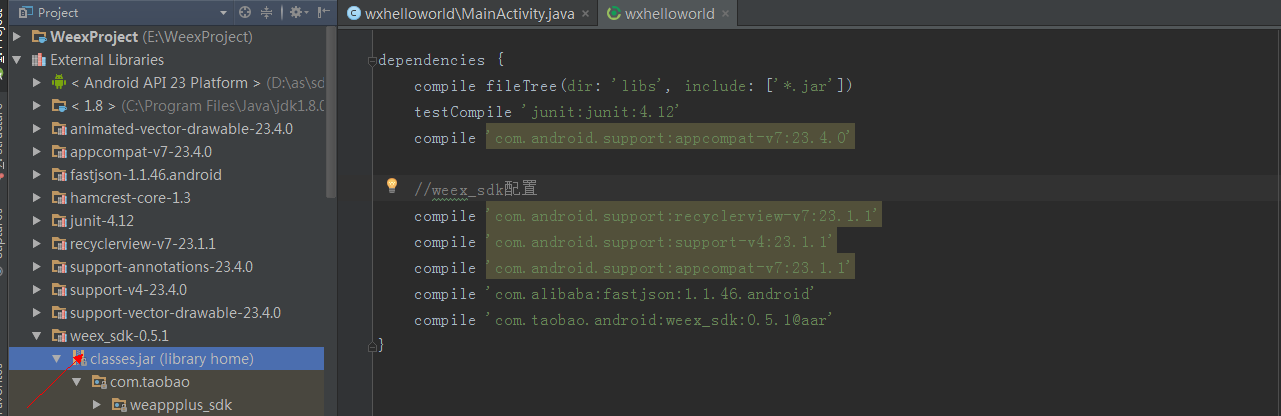 Project
WeexProject (E:\WeexProject)
External Libraries
< Android API 23 Platform > (D:\as\sd
< 1.8 > (C:\Program Files\Java\jdk1.8.0
animated-vector-drawable-23.4.0
appcompat-v7-23.4.0
fastjson-1.1.46.android
hamcrest-core-1.3
junit-4.12
recyclerview-v7-23.1.1
support-annotations-23.4.0
support-v4-23.4.0
support-vector-drawable-23.4.0
weex_sdk-0.5.1
classes.jar (library home)
com.taobao
weappplus_sdk
wxhelloworld\MainActivity.java
wxhelloworld
dependencies {
compile fileTree(dir: 'libs', include: ['*.jar'])
testCompile 'junit:junit:4.12'
compile 'com.android.support:appcompat-v7:23.4.0'
//weex_sdk配置
compile 'com.android.support:recyclerview-v7:23.1.1'
compile 'com.android.support:support-v4:23.1.1'
compile 'com.android.support:appcompat-v7:23.1.1'
compile 'com.alibaba:fastjson:1.1.46.android'
compile 'com.taobao.android:weex_sdk:0.5.1@aar'
}